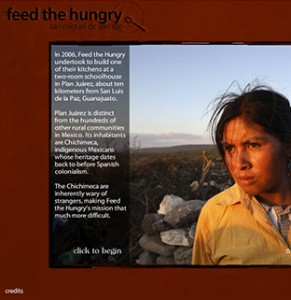 feed the hungry
san miguel de allende
In 2006, Feed the Hungry
undertook to build one
of their kitchens at a
two-room schoolhouse
in Plan Juárez, about ten
kilometers from San Luis
de la Paz, Guanajuato.
Plan Juárez is distinct
from the hundreds of
other rural communities
in Mexico. Its inhabitants
are Chichimeca,
indigenous Mexicans
whose heritage dates
back to before Spanish
colonialism.
The Chichimeca are
inherently wary of
strangers, making Feed
the Hungry's mission that
much more difficult.
click to begin
credits